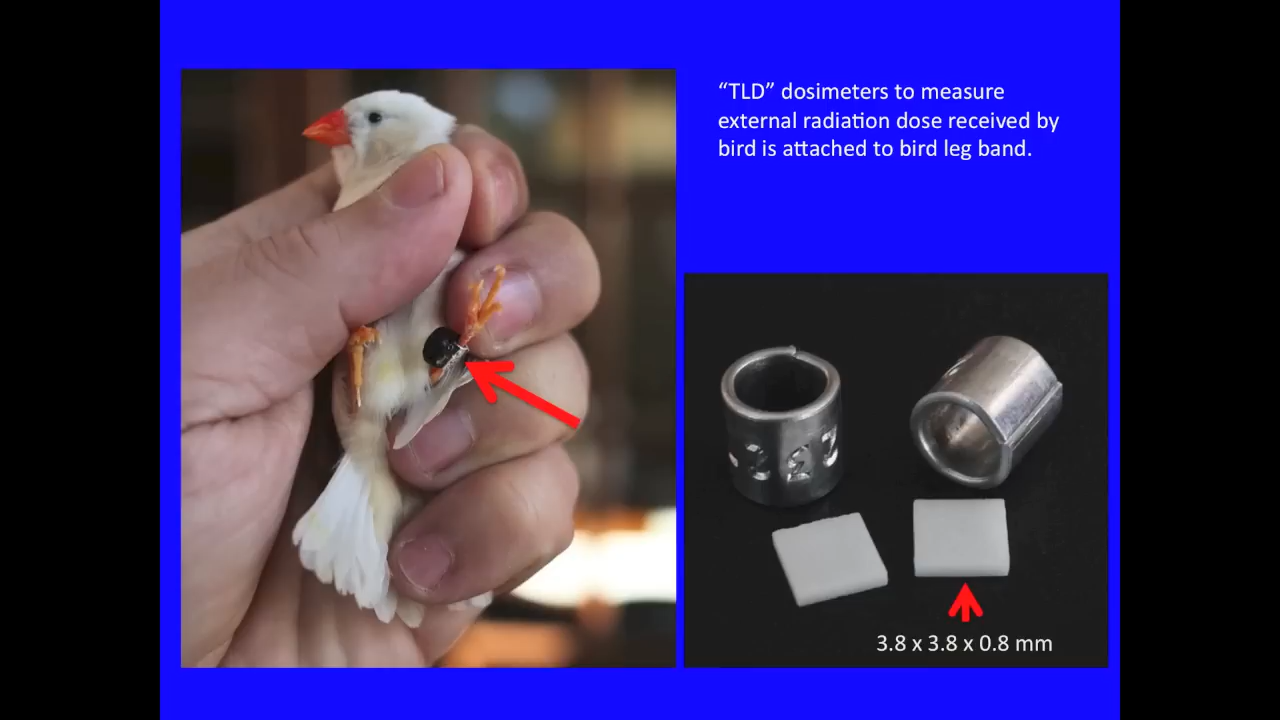 “TLD” dosimeters to measure
external radiation dose received by
bird is attached to bird leg band.
3.8 x 3.8 x 0.8 mm